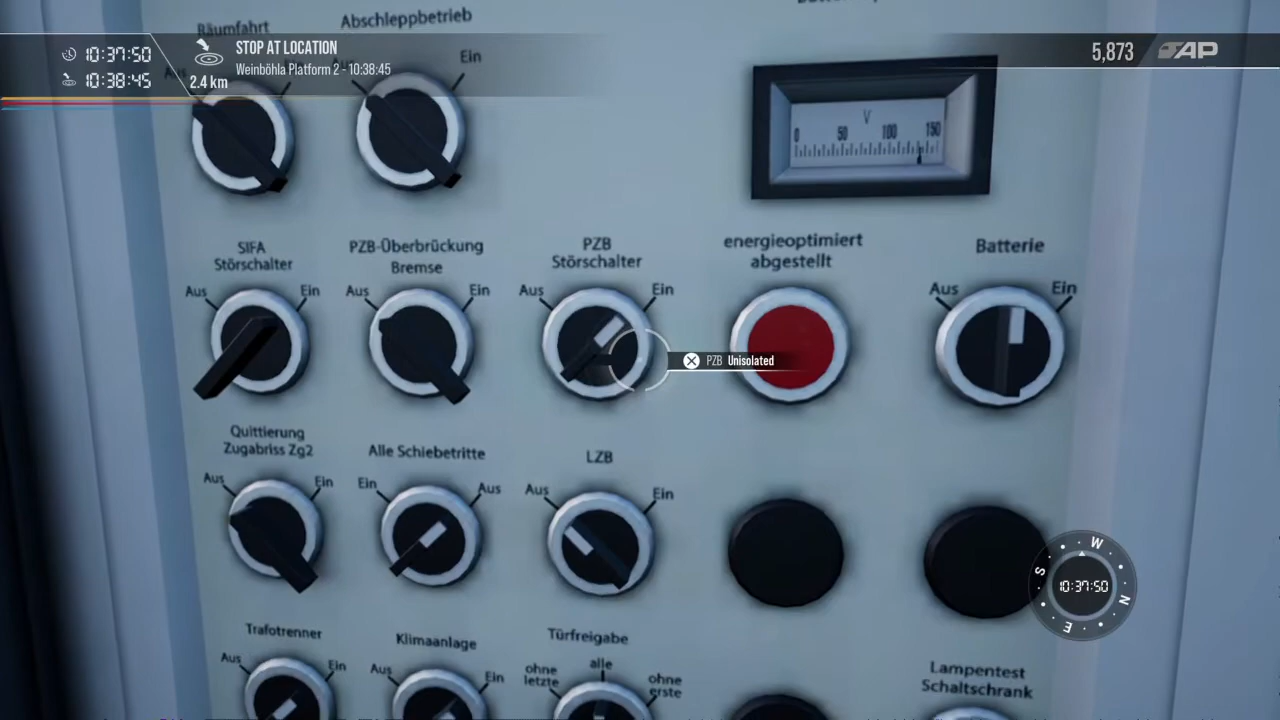 Räumfahrt
Abschleppbetrieb
Ein
10:37:50
10:38:45
STOP AT LOCATION
Weinböhla Platform 2 - 10:38:45
2.4 km
5,873
AP
V
0 50 100 150
SIFA
Störschalter
Aus Ein
PZB-Überbrückung
Bremse
Aus Ein
PZB
Störschalter
Aus Ein
energieoptimiert
abgestellt
Batterie
Aus Ein
PZB Unisolated
Quittierung
Zugabriss Zg2
Aus Ein
Alle Schiebetritte
Ein Aus
LZB
Aus Ein
W
S
N
E
10:37:50
Trafotrenner
Aus Ein
Klimaanlage
Aus Ein
Türfreigabe
ohne
letzte
alle
ohne
erste
Lampentest
Schaltschrank